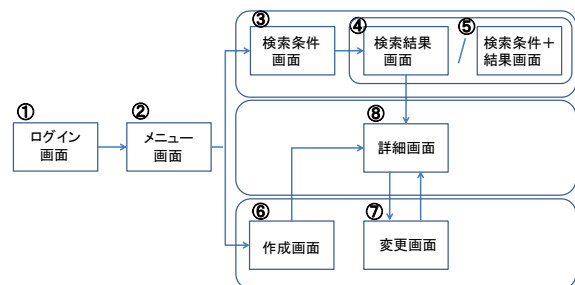 ③
検索条件
画面
④
検索結果
画面
/
⑤
検索条件＋
結果画面
①
ログイン
画面
②
メニュー
画面
⑧
詳細画面
⑥
作成画面
⑦
変更画面